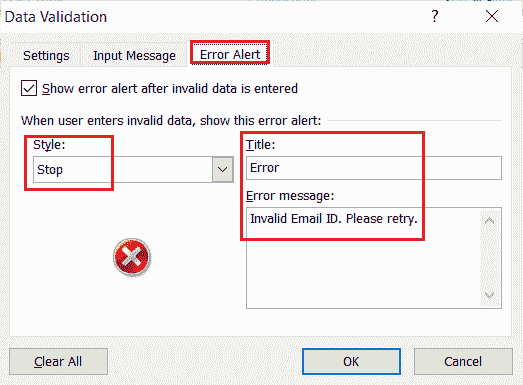 Data Validation
?
Settings
Input Message
Error Alert
Show error alert after invalid data is entered
When user enters invalid data, show this error alert:
Style:
Title:
Stop
Error
Error message:
Invalid Email ID. Please retry.
Clear All
OK
Cancel